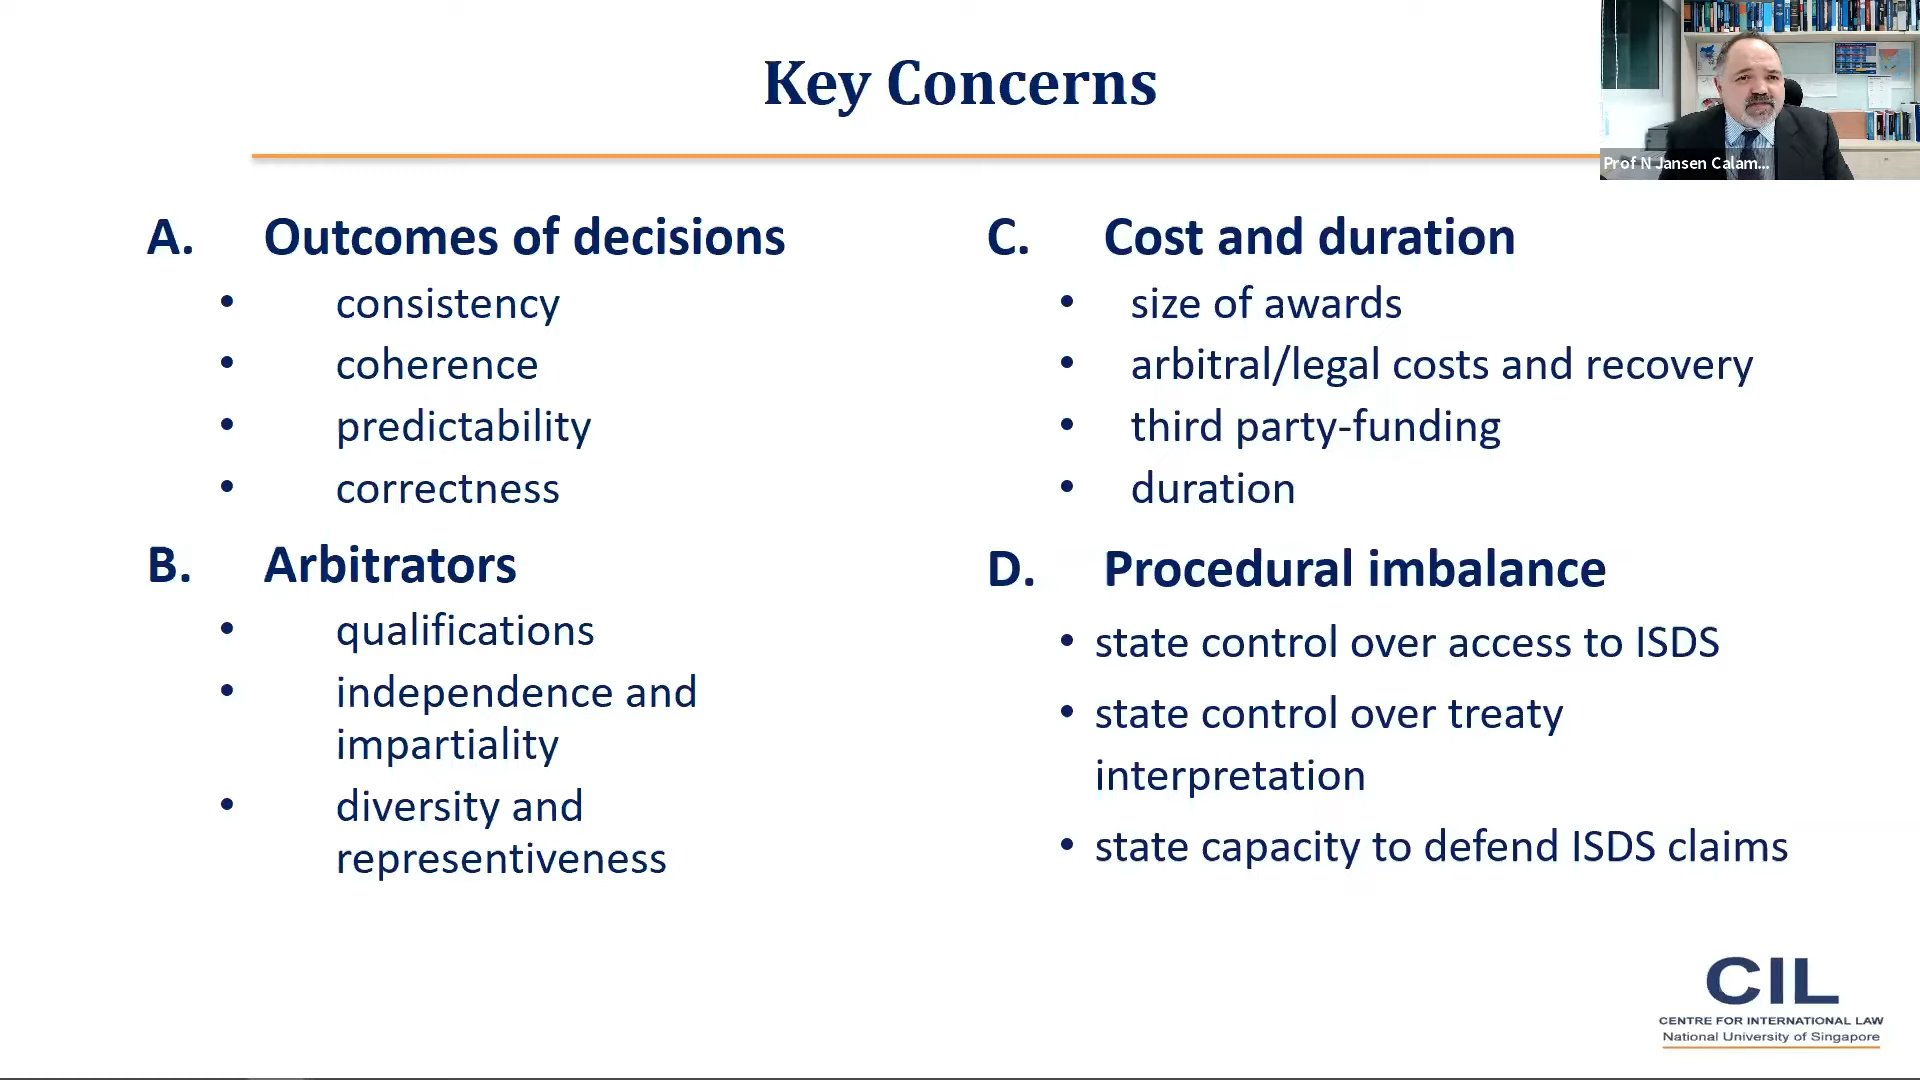 Key Concerns
Prof N Jansen Calam...
A. Outcomes of decisions
• consistency
• coherence
• predictability
• correctness
B. Arbitrators
• qualifications
• independence and
impartiality
• diversity and
representiveness
C. Cost and duration
• size of awards
• arbitral/legal costs and recovery
• third party-funding
• duration
D. Procedural imbalance
• state control over access to ISDS
• state control over treaty
interpretation
• state capacity to defend ISDS claims
CIL
CENTRE FOR INTERNATIONAL LAW
National University of Singapore